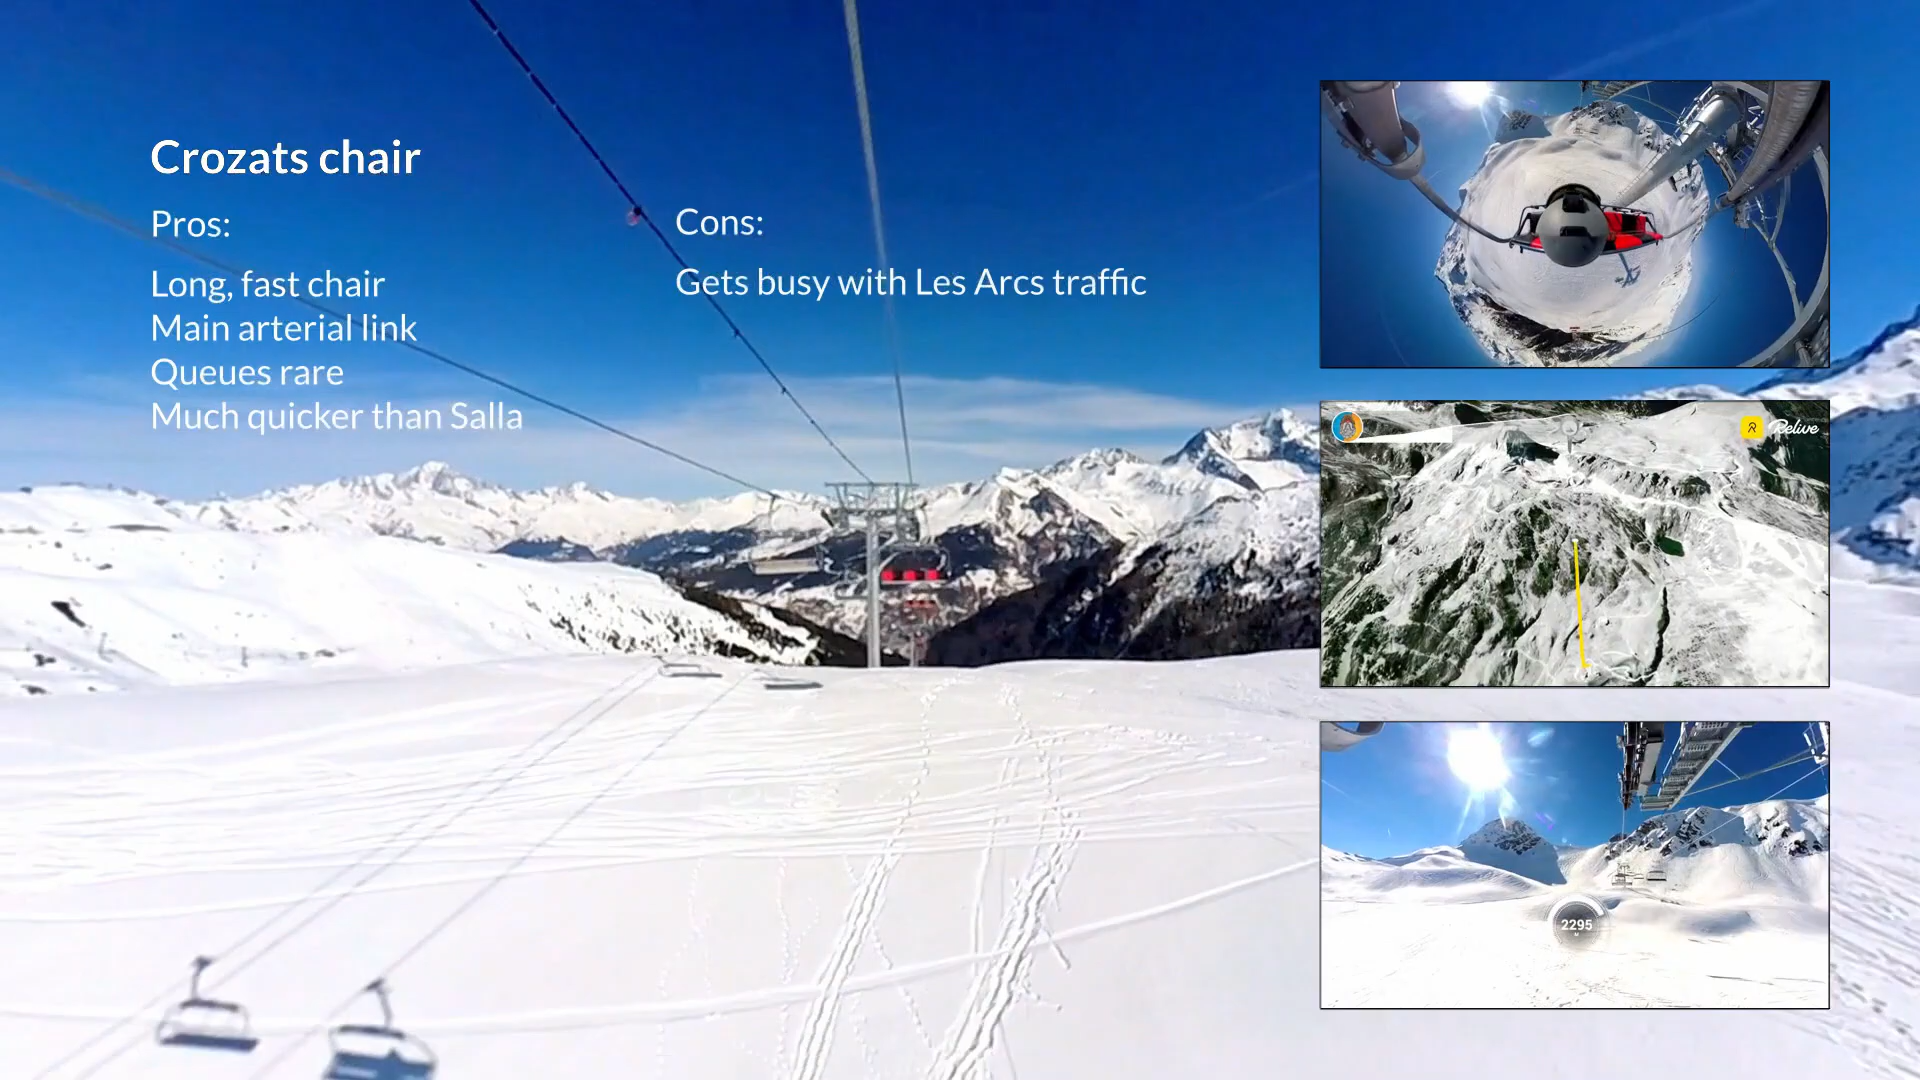 Crozats chair
Pros:
Long, fast chair
Main arterial link
Queues rare
Much quicker than Salla
Cons:
Gets busy with Les Arcs traffic
Relive
2295
M